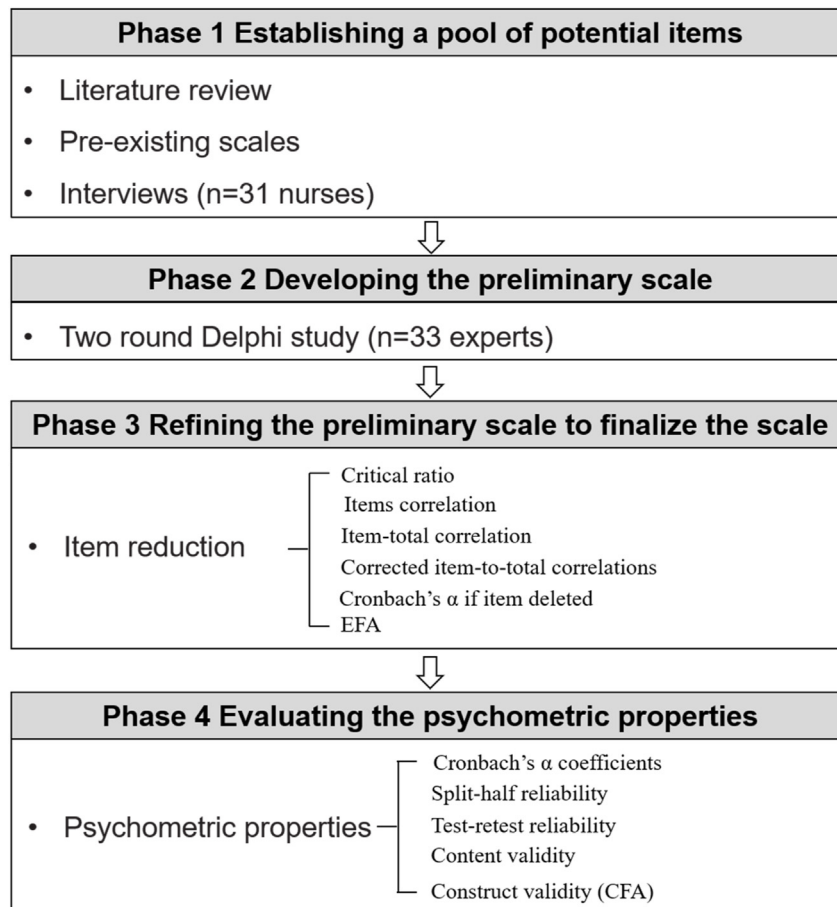 Phase 1 Establishing a pool of potential items
• Literature review
• Pre-existing scales
• Interviews (n=31 nurses)
Phase 2 Developing the preliminary scale
• Two round Delphi study (n=33 experts)
Phase 3 Refining the preliminary scale to finalize the scale
• Item reduction
Critical ratio
Items correlation
Item-total correlation
Corrected item-to-total correlations
Cronbach’s α if item deleted
EFA
Phase 4 Evaluating the psychometric properties
• Psychometric properties
Cronbach’s α coefficients
Split-half reliability
Test-retest reliability
Content validity
Construct validity (CFA)